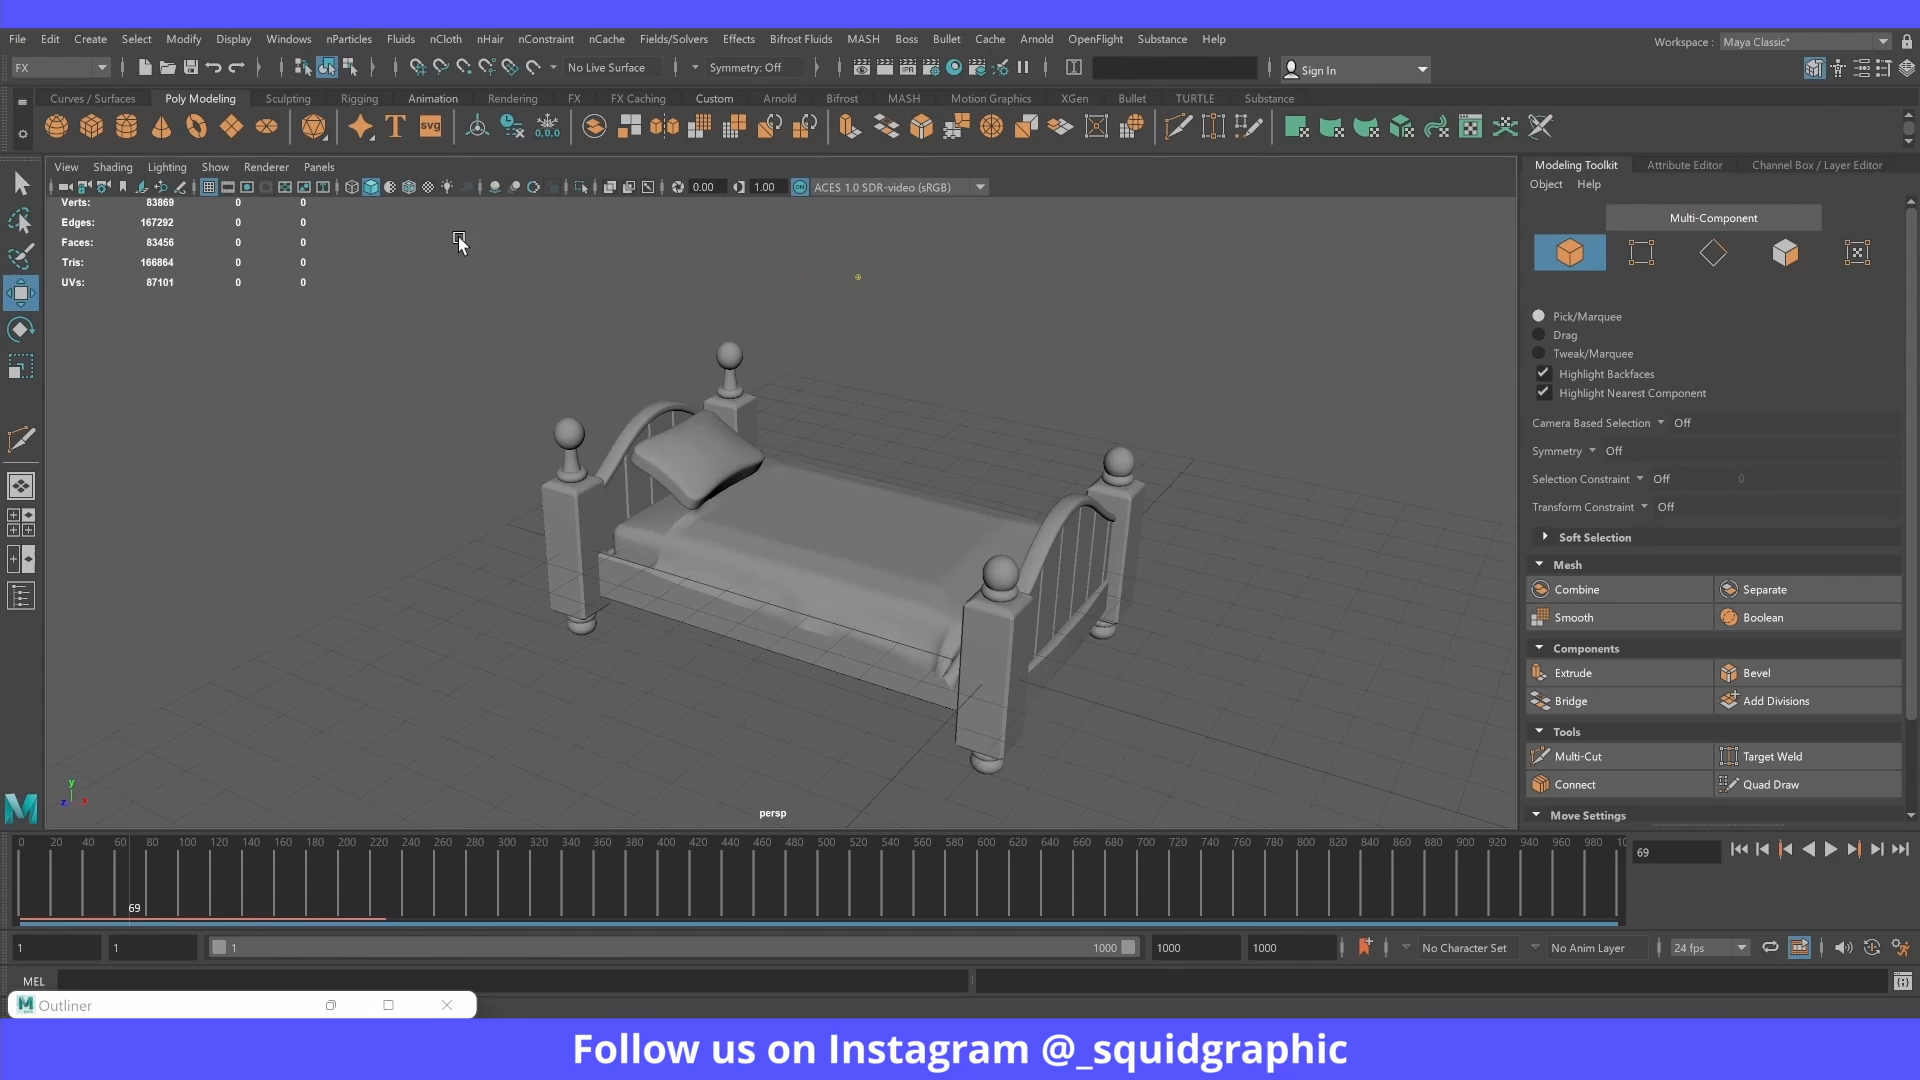 File Edit Create Select Modify Display Windows nParticles Fluids nCloth nHair nConstraint nCache Fields/Solvers Effects Bifrost Fluids MASH Boss Bullet Cache Arnold OpenFlight Substance Help
Workspace : Maya Classic*
FX No Live Surface Symmetry: Off Sign In
Curves / Surfaces Poly Modeling Sculpting Rigging Animation Rendering FX FX Caching Custom Arnold Bifrost MASH Motion Graphics XGen Bullet TURTLE Substance
T svg 0,0,0
View Shading Lighting Show Renderer Panels
0.00 1.00 ON ACES 1.0 SDR-video (sRGB)
Verts: 83869 0 0
Edges: 167292 0 0
Faces: 83456 0 0
Tris: 166864 0 0
UVs: 87101 0 0
y
z x
persp
Modeling Toolkit Attribute Editor Channel Box / Layer Editor
Object Help
Multi-Component
Pick/Marquee
Drag
Tweak/Marquee
Highlight Backfaces
Highlight Nearest Component
Camera Based Selection Off
Symmetry Off
Selection Constraint Off 0
Transform Constraint Off
Soft Selection
Mesh
Combine Separate
Smooth Boolean
Components
Extrude Bevel
Bridge Add Divisions
Tools
Multi-Cut Target Weld
Connect Quad Draw
Move Settings
0 20 40 60 80 100 120 140 160 180 200 220 240 260 280 300 320 340 360 380 400 420 440 460 480 500 520 540 560 580 600 620 640 660 680 700 720 740 760 780 800 820 840 860 880 900 920 940 960 980 10
69
69
1 1 1 1000 1000 1000 No Character Set No Anim Layer 24 fps
MEL
M Outliner
Follow us on Instagram @_squidgraphic